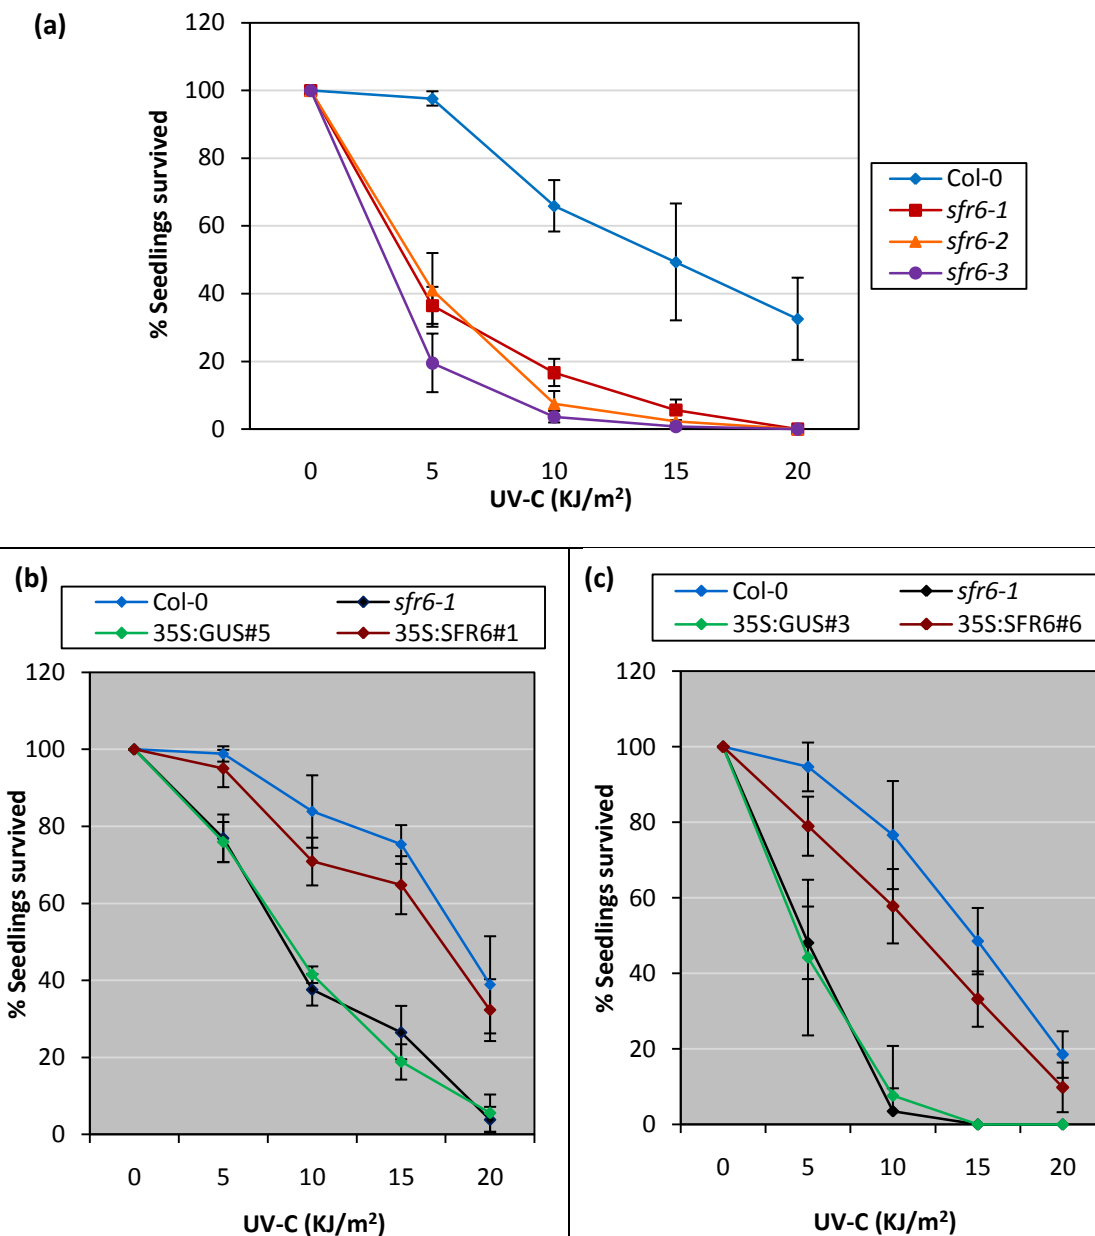 (a)
120
100
80
60
40
20
0
% Seedlings survived
0 5 10 15 20
UV-C (KJ/m²)
Col-0
sfr6-1
sfr6-2
sfr6-3
(b)
Col-0 sfr6-1
35S:GUS#5 35S:SFR6#1
120
100
80
60
40
20
0
% Seedlings survived
0 5 10 15 20
UV-C (KJ/m²)
(c)
Col-0 sfr6-1
35S:GUS#3 35S:SFR6#6
120
100
80
60
40
20
0
% Seedlings survived
0 5 10 15 20
UV-C (KJ/m²)